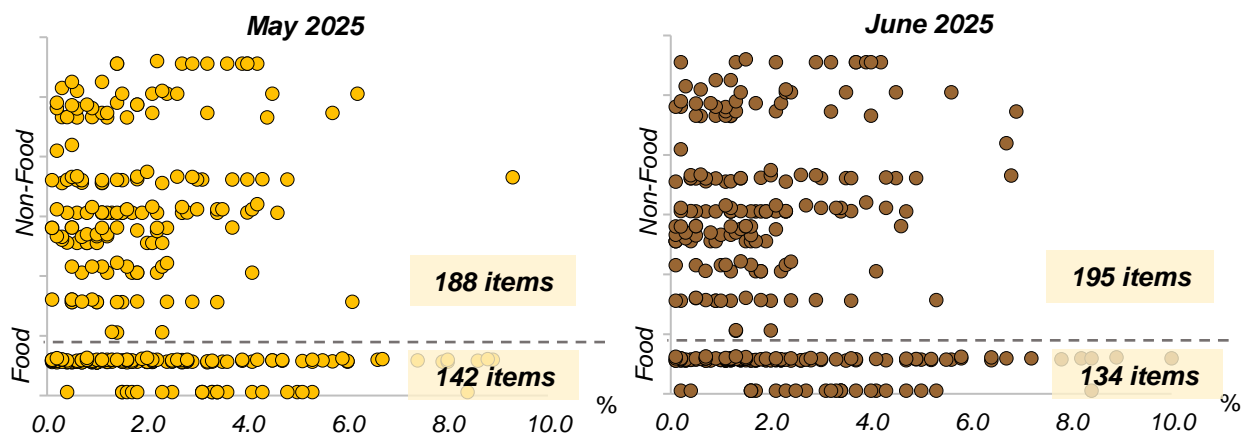 May 2025
June 2025
Non-Food
Non-Food
188 items
195 items
Food
Food
142 items
134 items
%
%
0.0 2.0 4.0 6.0 8.0 10.0
0.0 2.0 4.0 6.0 8.0 10.0